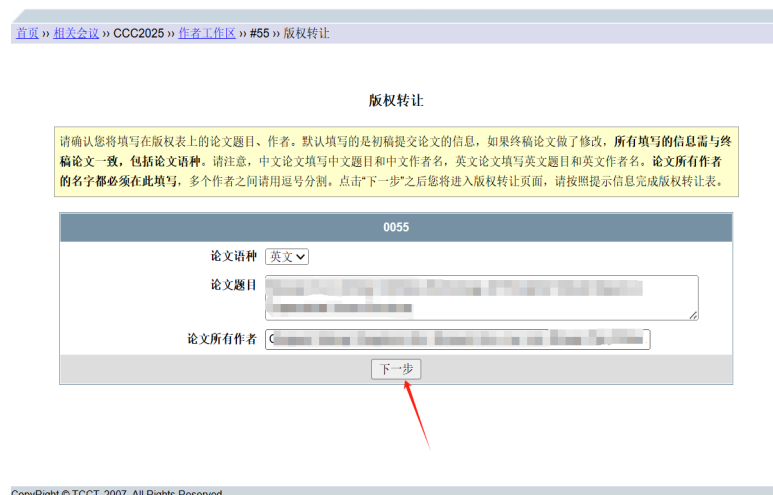 首页 ›› 相关会议 ›› CCC2025 ›› 作者工作区 ›› #55 ›› 版权转让
版权转让
请确认您将填写在版权表上的论文题目、作者。默认填写的是初稿提交论文的信息，如果终稿论文做了修改，所有填写的信息需与终
稿论文一致，包括论文语种。请注意，中文论文填写中文题目和中文作者名，英文论文填写英文题目和英文作者名。论文所有作者
的名字都必须在此填写，多个作者之间请用逗号分割。点击“下一步”之后您将进入版权转让页面，请按照提示信息完成版权转让表。
0055
论文语种 英文
论文题目
论文所有作者
下一步
CopyRight © TCCT, 2007, All Rights Reserved